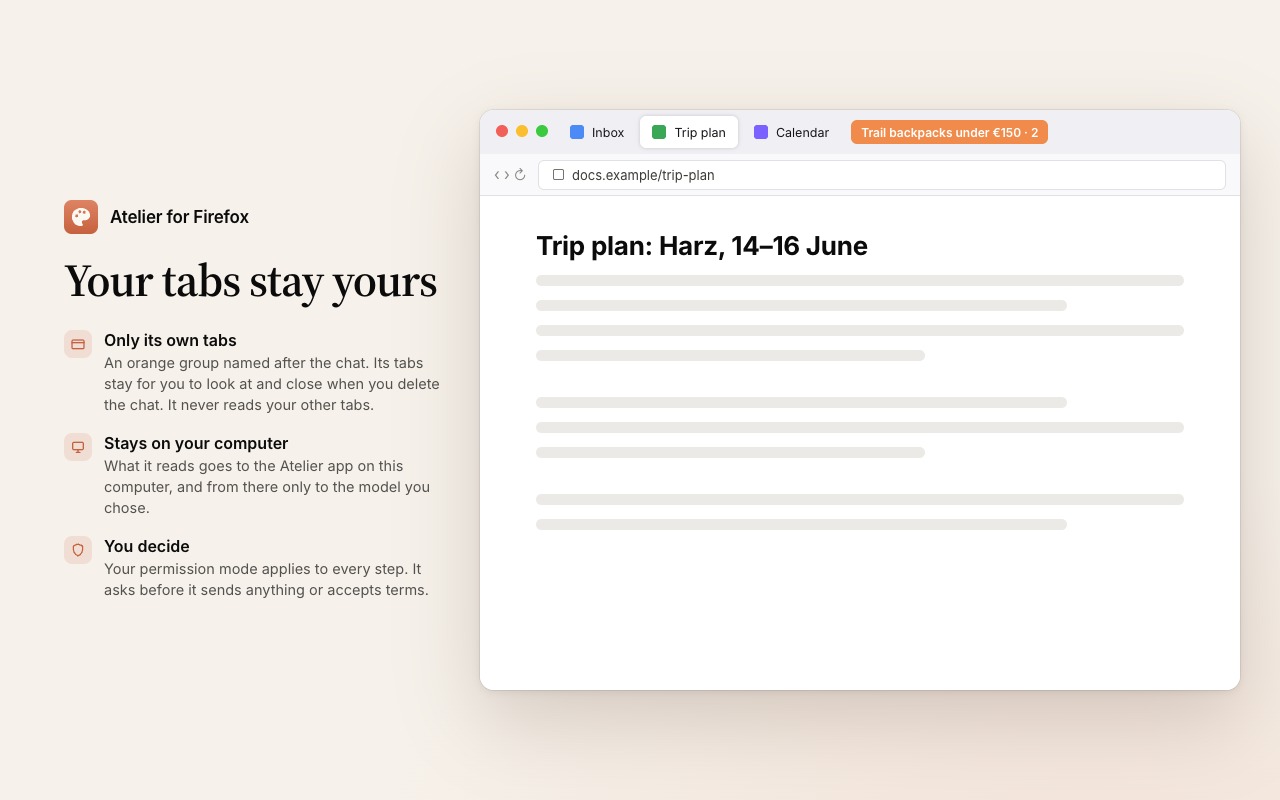 Atelier for Firefox
Your tabs stay yours
Only its own tabs
An orange group named after the chat. Its tabs
stay for you to look at and close when you delete
the chat. It never reads your other tabs.
Stays on your computer
What it reads goes to the Atelier app on this
computer, and from there only to the model you
chose.
You decide
Your permission mode applies to every step. It
asks before it sends anything or accepts terms.
Inbox
Trip plan
Calendar
Trail backpacks under €150 · 2
docs.example/trip-plan
Trip plan: Harz, 14–16 June